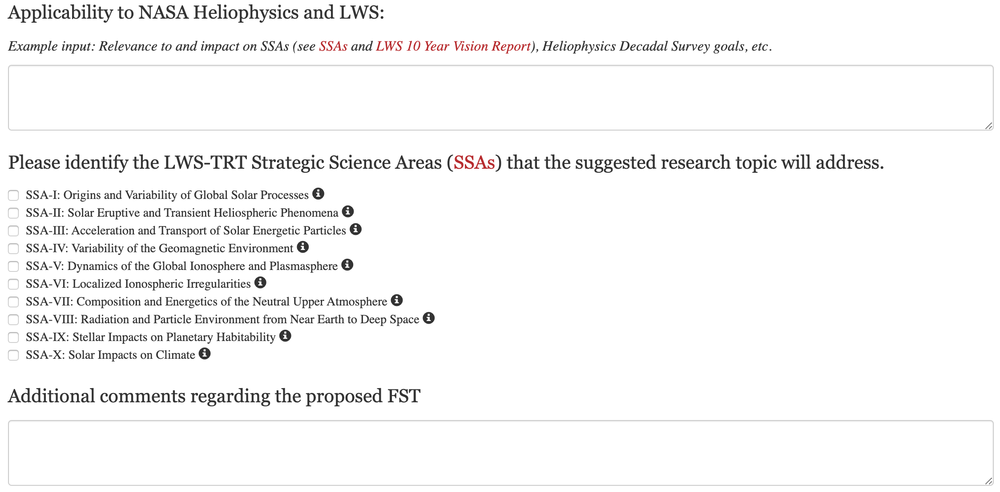 Applicability to NASA Heliophysics and LWS:
Example input: Relevance to and impact on SSAs (see SSAs and LWS 10 Year Vision Report), Heliophysics Decadal Survey goals, etc.
Please identify the LWS-TRT Strategic Science Areas (SSAs) that the suggested research topic will address.
SSA-I: Origins and Variability of Global Solar Processes
SSA-II: Solar Eruptive and Transient Heliospheric Phenomena
SSA-III: Acceleration and Transport of Solar Energetic Particles
SSA-IV: Variability of the Geomagnetic Environment
SSA-V: Dynamics of the Global Ionosphere and Plasmasphere
SSA-VI: Localized Ionospheric Irregularities
SSA-VII: Composition and Energetics of the Neutral Upper Atmosphere
SSA-VIII: Radiation and Particle Environment from Near Earth to Deep Space
SSA-IX: Stellar Impacts on Planetary Habitability
SSA-X: Solar Impacts on Climate
Additional comments regarding the proposed FST